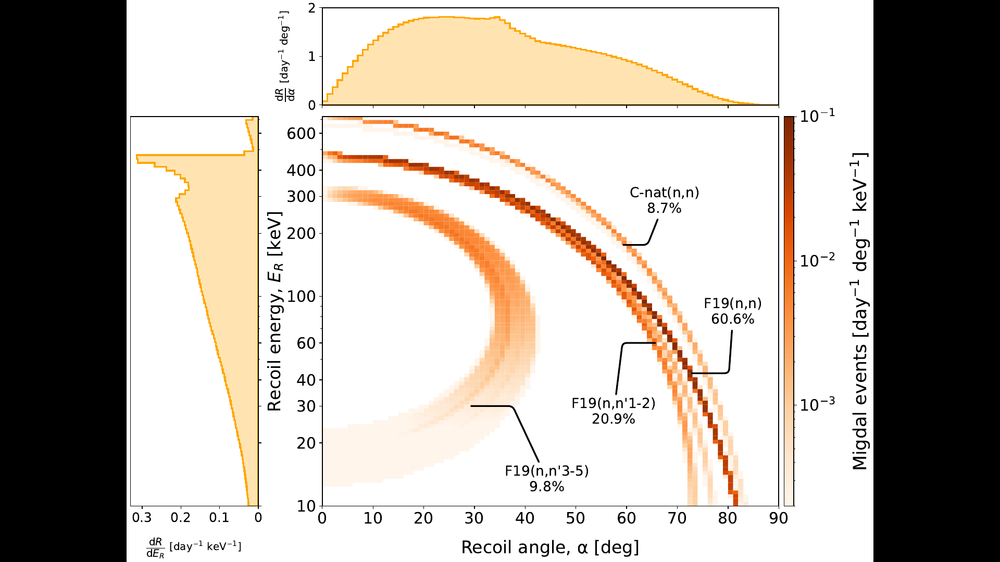 2
1
0
dR/dα [day⁻¹ deg⁻¹]
600
400
300
200
100
60
40
30
20
10
Recoil energy, E_R [keV]
C-nat(n,n)
8.7%
F19(n,n)
60.6%
F19(n,n'1-2)
20.9%
F19(n,n'3-5)
9.8%
10⁻¹
10⁻²
10⁻³
Migdal events [day⁻¹ deg⁻¹ keV⁻¹]
0.3 0.2 0.1 0
dR/dE_R [day⁻¹ keV⁻¹]
0 10 20 30 40 50 60 70 80 90
Recoil angle, α [deg]